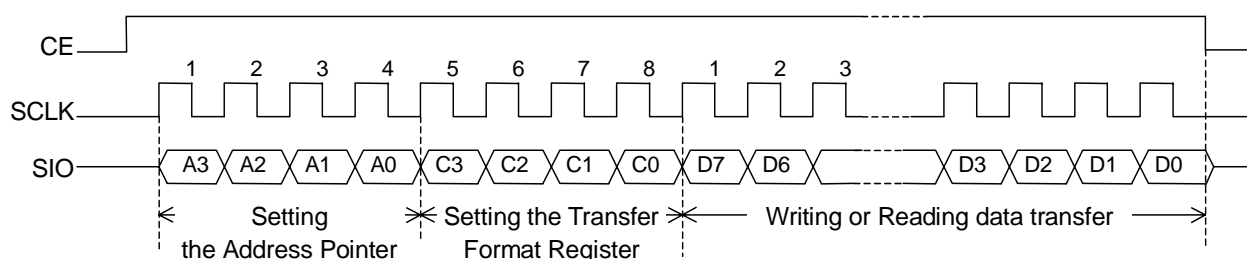 CE
1 2 3 4 5 6 7 8 1 2 3
SCLK
SIO A3 A2 A1 A0 C3 C2 C1 C0 D7 D6 D3 D2 D1 D0
Setting Setting the Transfer Writing or Reading data transfer
the Address Pointer Format Register